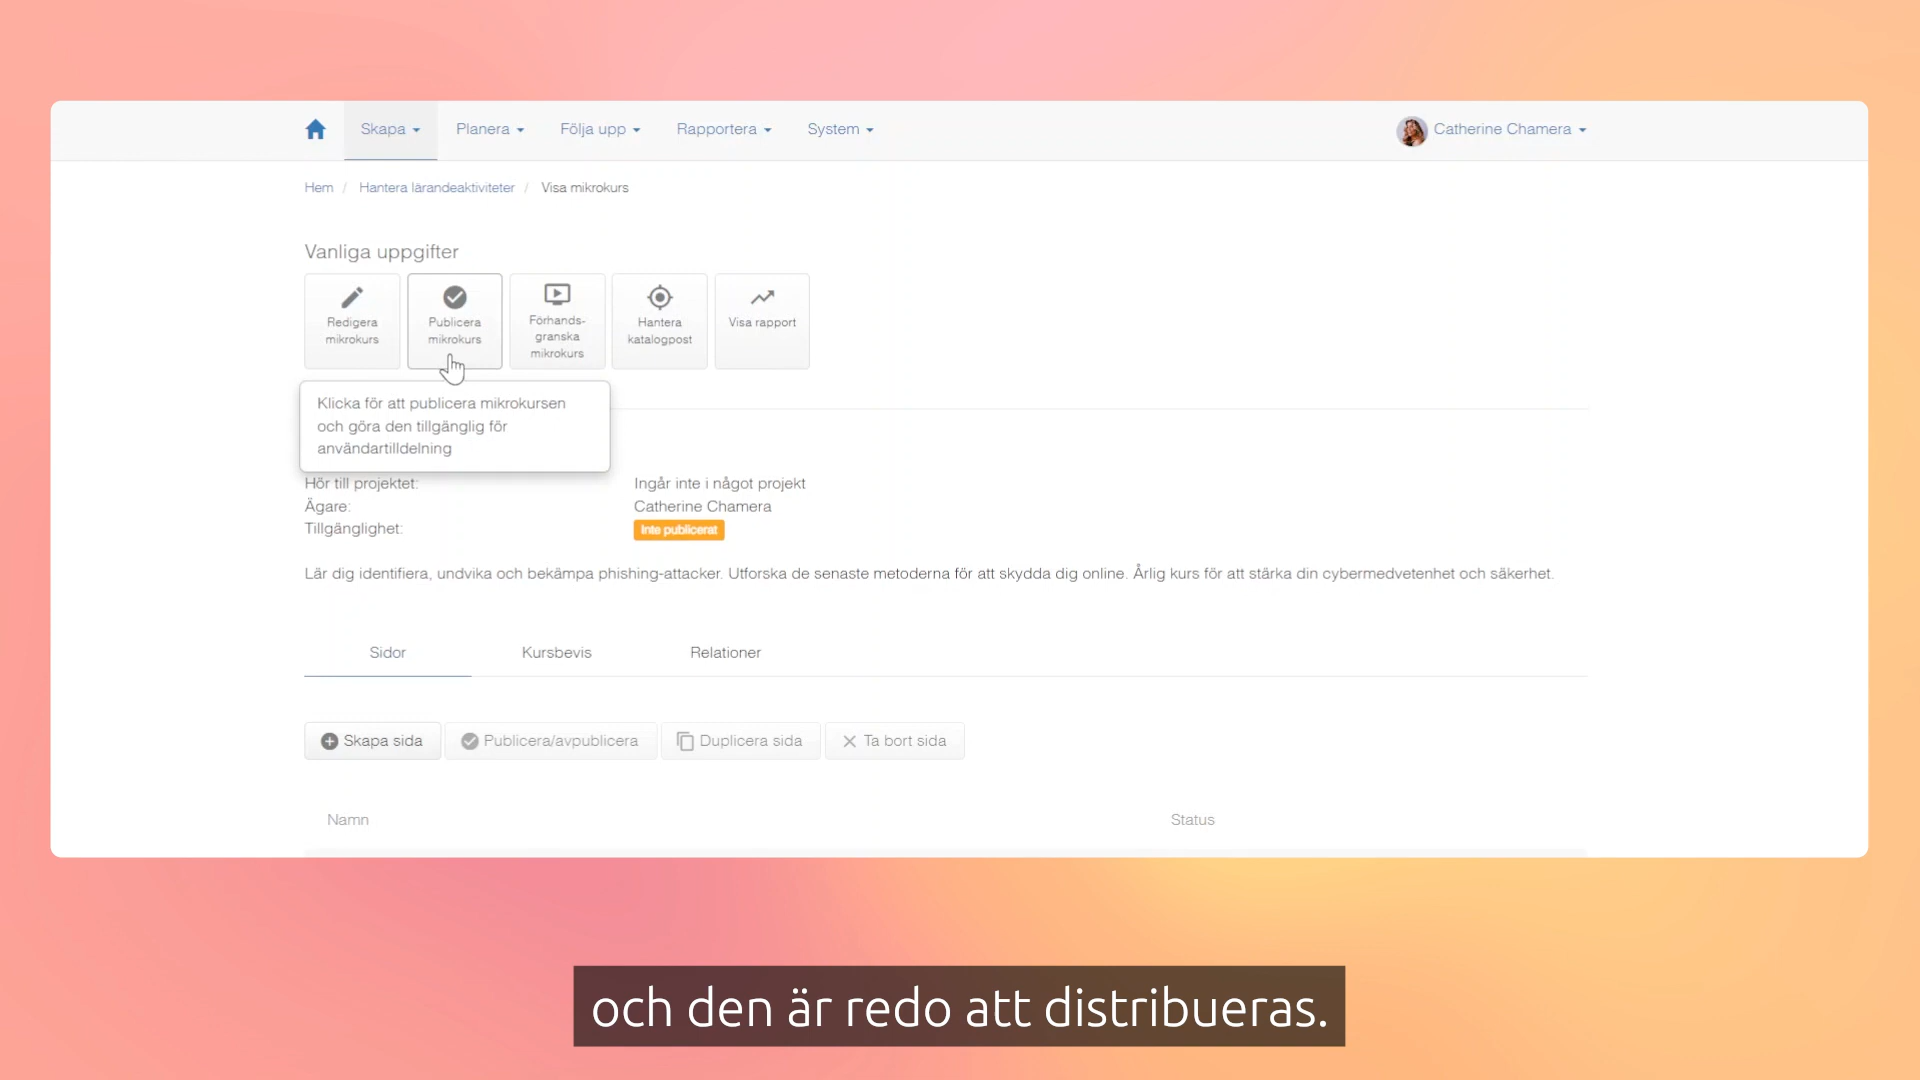 Skapa Planera Följa upp Rapportera System Catherine Chamera
Hem / Hantera lärandeaktiviteter / Visa mikrokurs
Vanliga uppgifter
Redigera
mikrokurs
Publicera
mikrokurs
Förhands-
granska
mikrokurs
Hantera
katalogpost
Visa rapport
Klicka för att publicera mikrokursen
och göra den tillgänglig för
användartilldelning
Hör till projektet: Ingår inte i något projekt
Ägare: Catherine Chamera
Tillgänglighet: Inte publicerat
Lär dig identifiera, undvika och bekämpa phishing-attacker. Utforska de senaste metoderna för att skydda dig online. Årlig kurs för att stärka din cybermedvetenhet och säkerhet.
Sidor Kursbevis Relationer
Skapa sida Publicera/avpublicera Duplicera sida Ta bort sida
Namn Status
och den är redo att distribueras.